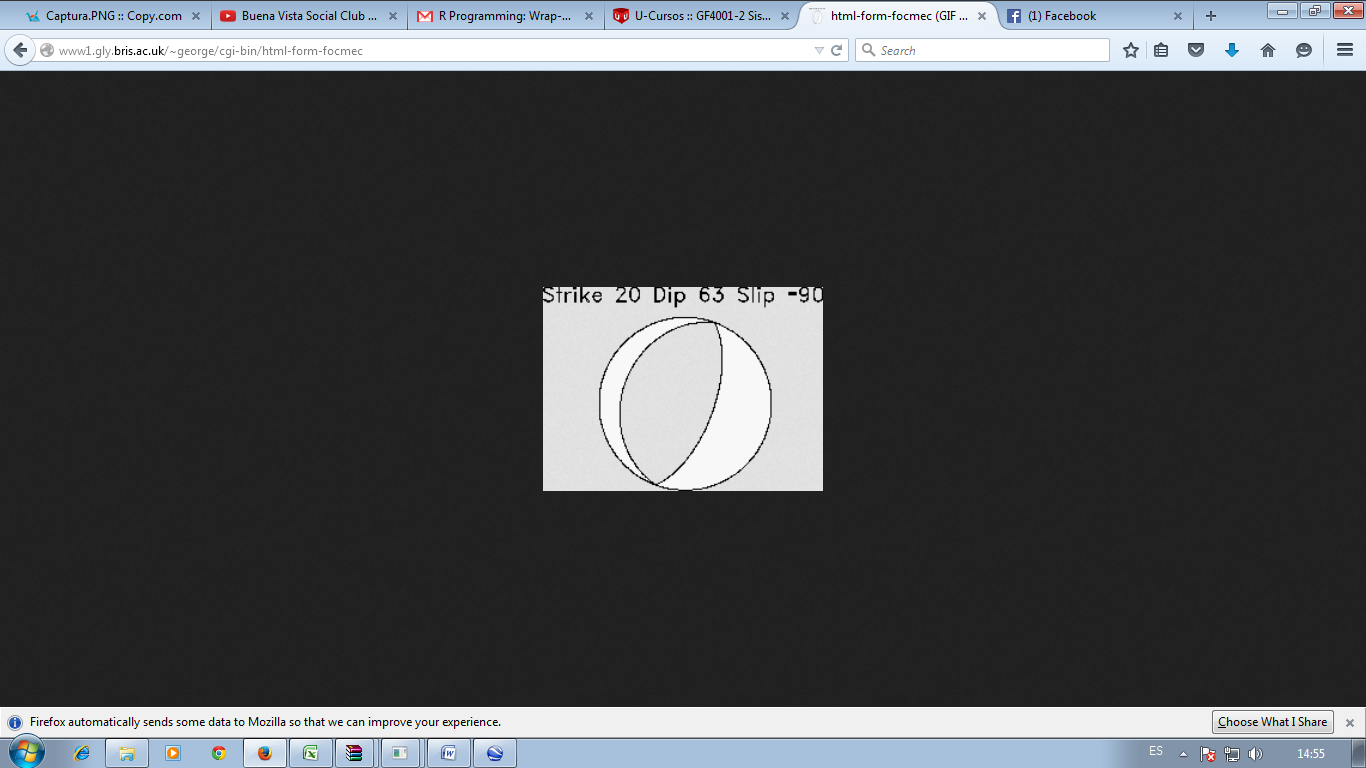 Captura.PNG :: Copy.com
Buena Vista Social Club ...
R Programming: Wrap-...
U-Cursos :: GF4001-2 Sis...
html-form-focmec (GIF ...
(1) Facebook
www1.gly.bris.ac.uk/~george/cgi-bin/html-form-focmec
Search
Strike 20 Dip 63 Slip -90
Firefox automatically sends some data to Mozilla so that we can improve your experience.
Choose What I Share
ES
14:55